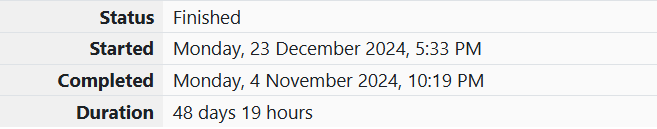 Status Finished
Started Monday, 23 December 2024, 5:33 PM
Completed Monday, 4 November 2024, 10:19 PM
Duration 48 days 19 hours